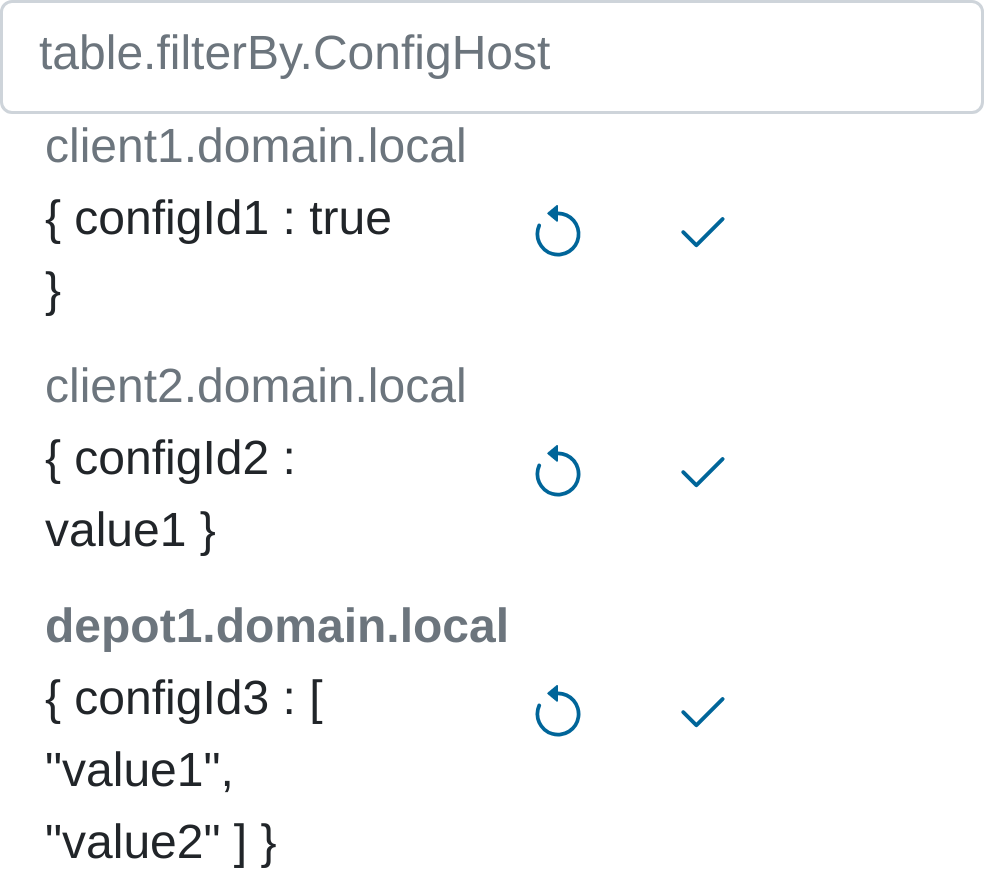 table.filterBy.ConfigHost
client1.domain.local
{ configId1 : true
}
client2.domain.local
{ configId2 :
value1 }
depot1.domain.local
{ configId3 : [
"value1",
"value2" ] }